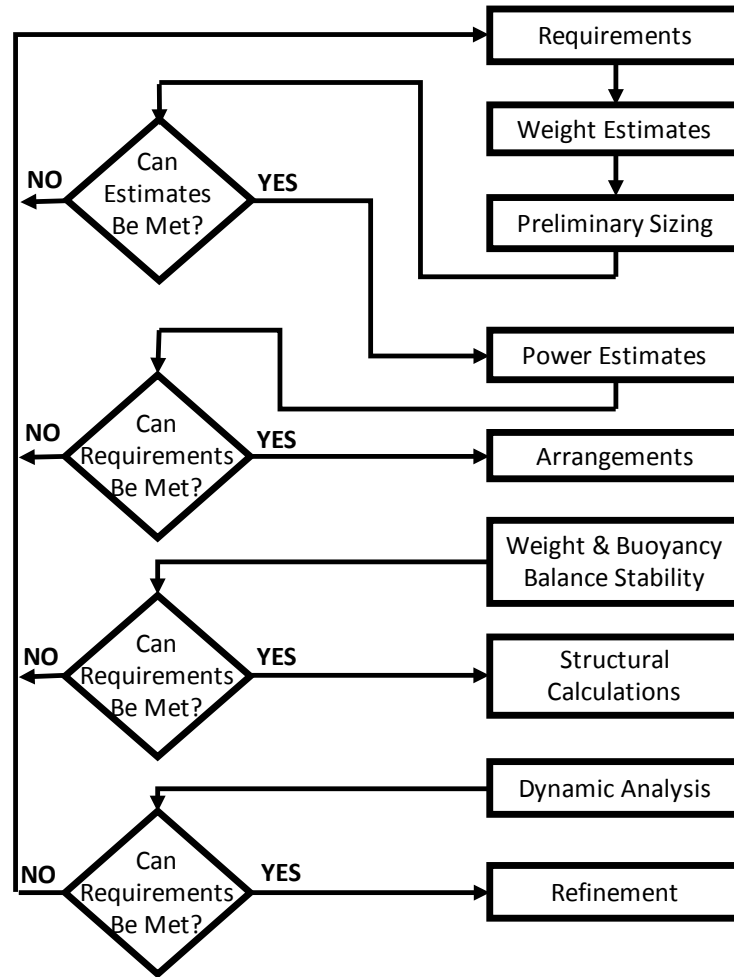 Requirements
Weight Estimates
Preliminary Sizing
Can
Estimates
Be Met?
NO
YES
Power Estimates
Can
Requirements
Be Met?
NO
YES
Arrangements
Weight & Buoyancy
Balance Stability
Can
Requirements
Be Met?
NO
YES
Structural
Calculations
Dynamic Analysis
Can
Requirements
Be Met?
NO
YES
Refinement